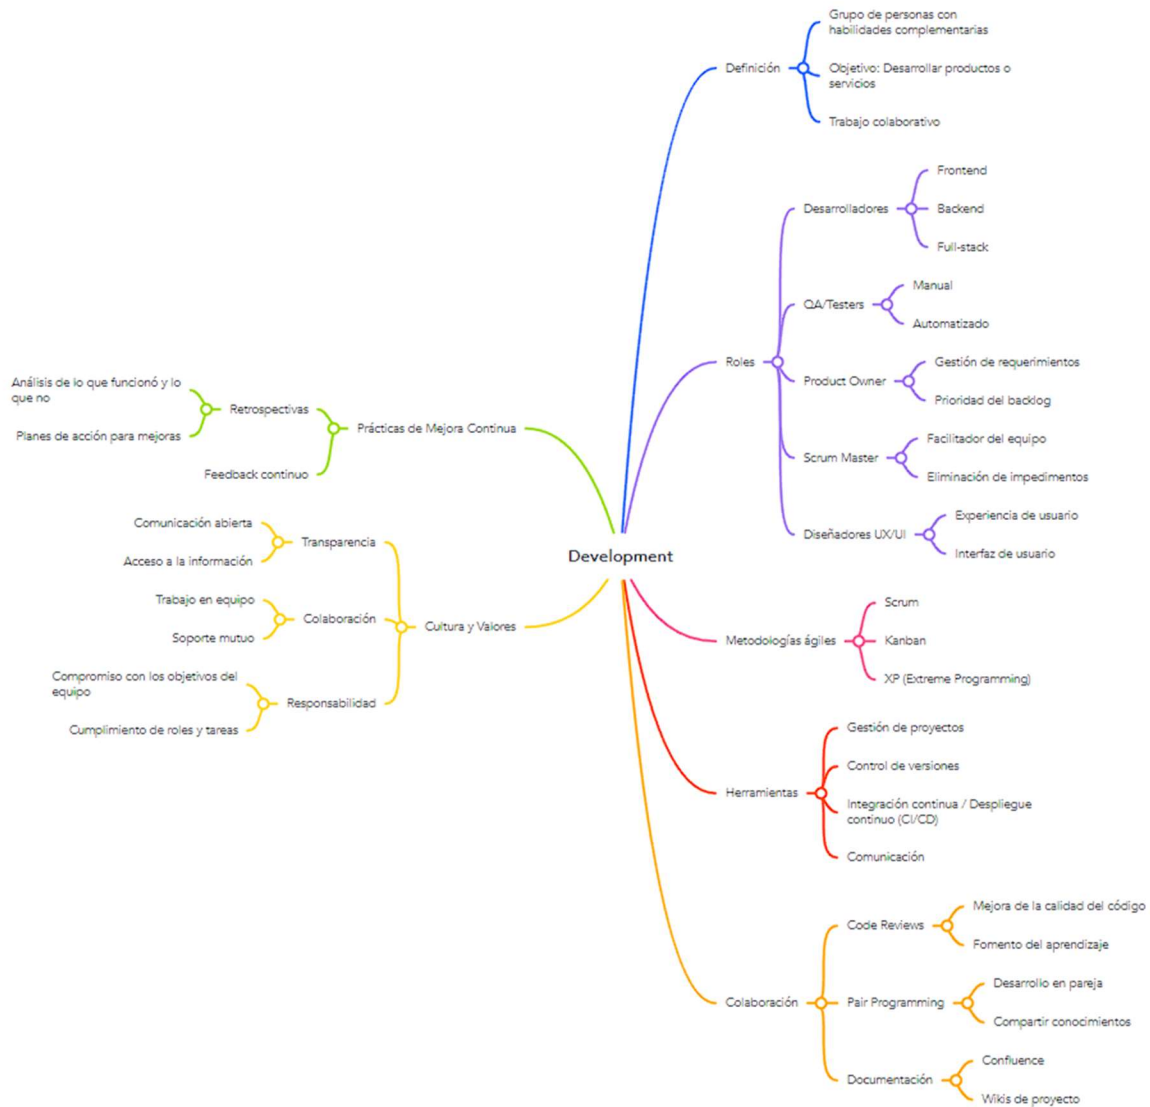 Development
Definición
Grupo de personas con
habilidades complementarias
Objetivo: Desarrollar productos o
servicios
Trabajo colaborativo
Roles
Desarrolladores
Frontend
Backend
Full-stack
QA/Testers
Manual
Automatizado
Product Owner
Gestión de requerimientos
Prioridad del backlog
Scrum Master
Facilitador del equipo
Eliminación de impedimentos
Diseñadores UX/UI
Experiencia de usuario
Interfaz de usuario
Metodologías ágiles
Scrum
Kanban
XP (Extreme Programming)
Herramientas
Gestión de proyectos
Control de versiones
Integración continua / Despliegue
continuo (CI/CD)
Comunicación
Colaboración
Code Reviews
Mejora de la calidad del código
Fomento del aprendizaje
Pair Programming
Desarrollo en pareja
Compartir conocimientos
Documentación
Confluence
Wikis de proyecto
Prácticas de Mejora Continua
Retrospectivas
Análisis de lo que funcionó y lo
que no
Planes de acción para mejoras
Feedback continuo
Cultura y Valores
Transparencia
Comunicación abierta
Acceso a la información
Colaboración
Trabajo en equipo
Soporte mutuo
Responsabilidad
Compromiso con los objetivos del
equipo
Cumplimiento de roles y tareas